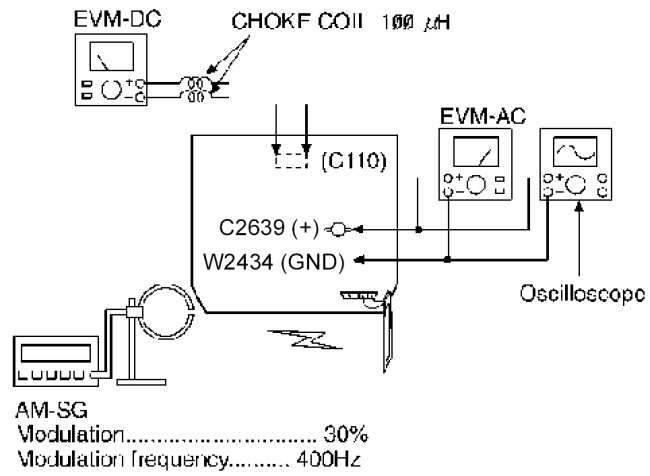 EVM-DC
CHOKE COIL 100 μH
EVM-AC
(C110)
C2639 (+)
W2434 (GND)
Oscilloscope
AM-SG
Modulation.............................. 30%
Modulation frequency.......... 400Hz